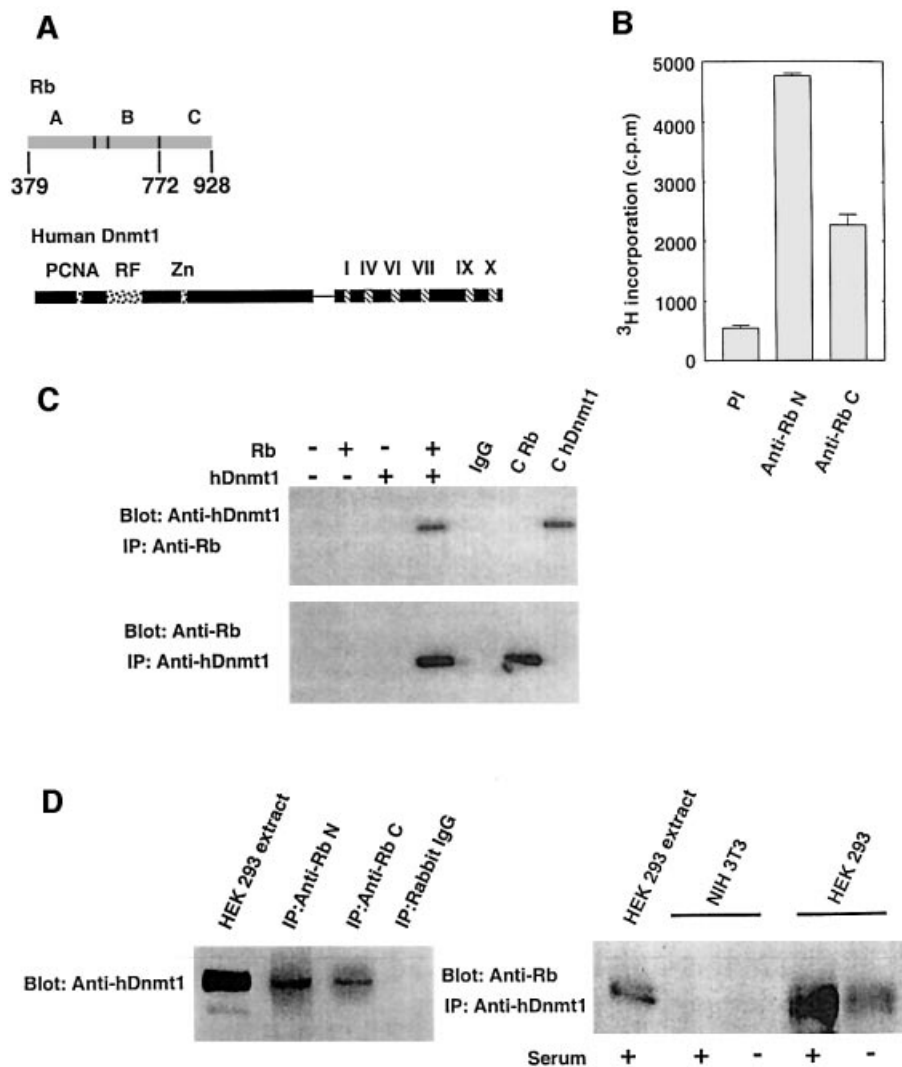 A
Rb
A B C
379 772 928
Human Dnmt1
PCNA RF Zn I IV VI VII IX X
B
³H incorporation (c.p.m)
5000
4000
3000
2000
1000
0
PI
Anti-Rb N
Anti-Rb C
C
Rb - + - + IgG C Rb C hDnmt1
hDnmt1 - - + +
Blot: Anti-hDnmt1
IP: Anti-Rb
Blot: Anti-Rb
IP: Anti-hDnmt1
D
HEK 293 extract
IP:Anti-Rb N
IP:Anti-Rb C
IP:Rabbit IgG
Blot: Anti-hDnmt1
HEK 293 extract
NIH 3T3
HEK 293
Blot: Anti-Rb
IP: Anti-hDnmt1
Serum + + - + -